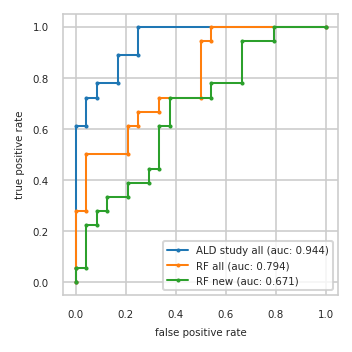 1.0
0.8
0.6
0.4
0.2
0.0
true positive rate
ALD study all (auc: 0.944)
RF all (auc: 0.794)
RF new (auc: 0.671)
0.0 0.2 0.4 0.6 0.8 1.0
false positive rate